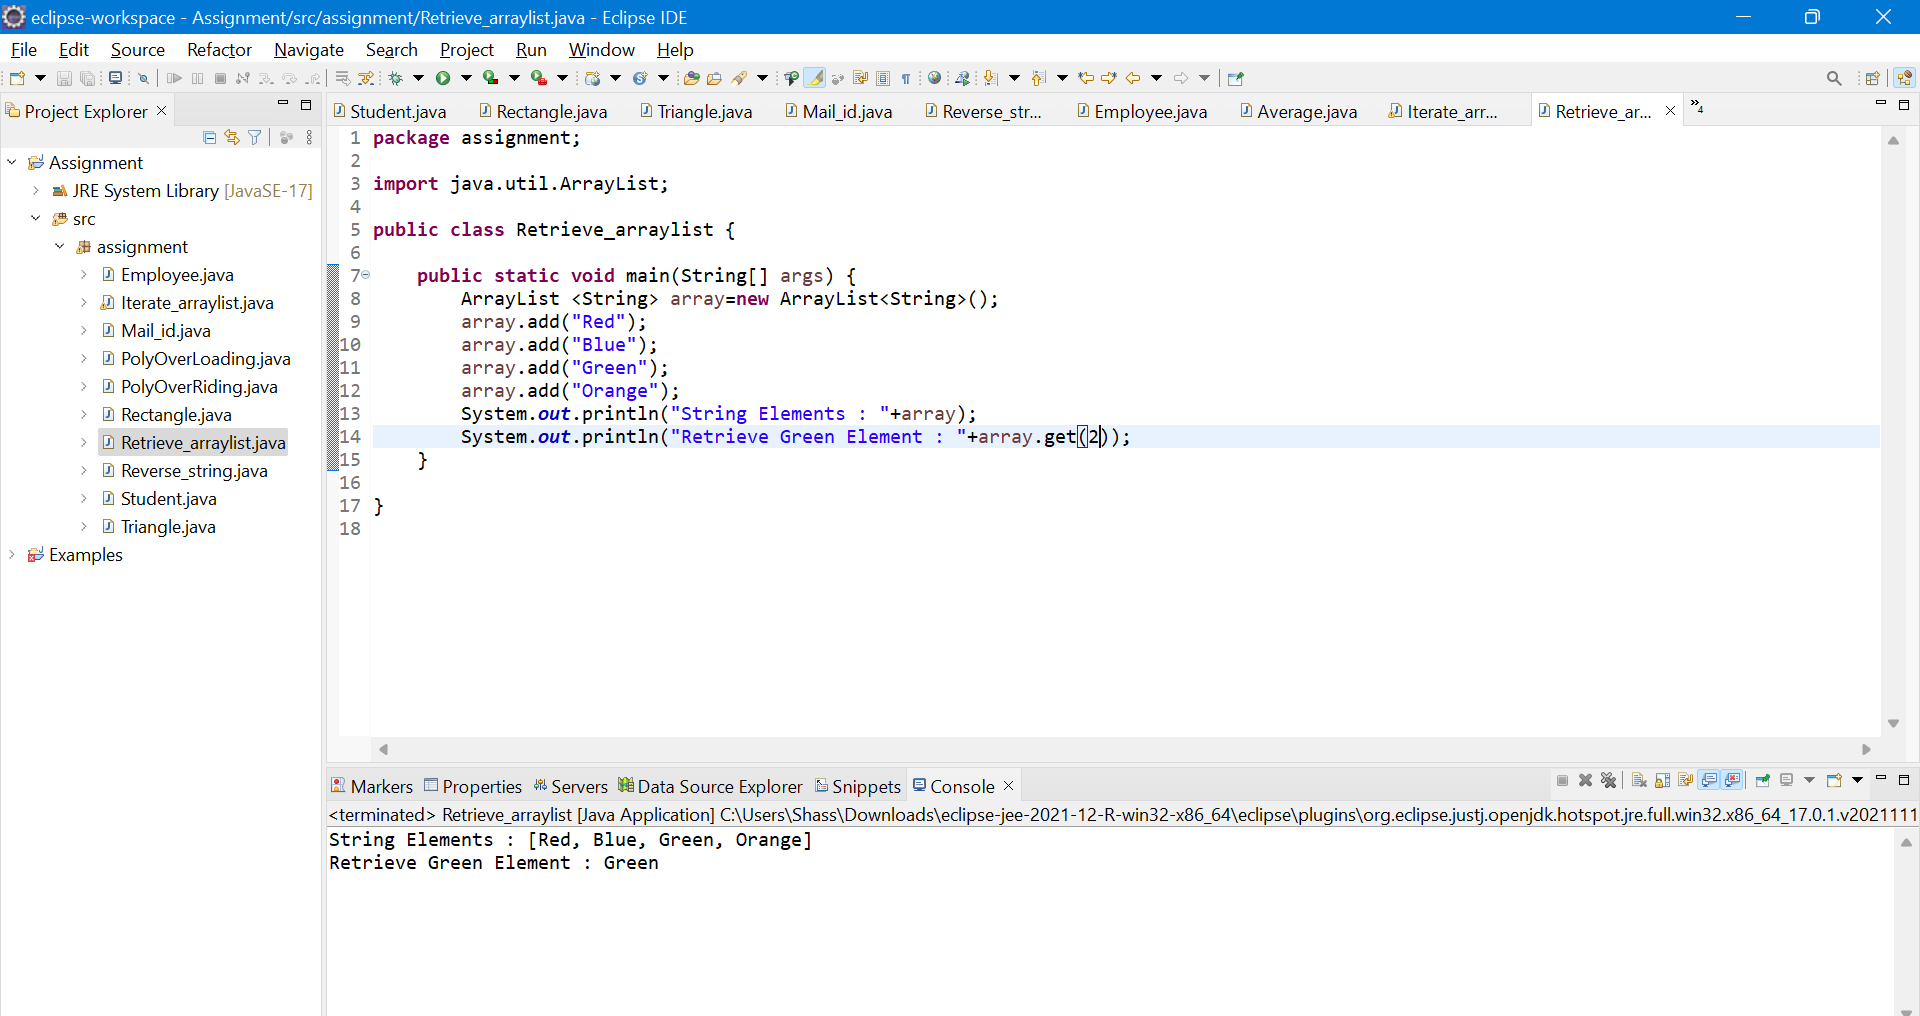 eclipse-workspace - Assignment/src/assignment/Retrieve_arraylist.java - Eclipse IDE
File Edit Source Refactor Navigate Search Project Run Window Help
Project Explorer
Assignment
JRE System Library [JavaSE-17]
src
assignment
Employee.java
Iterate_arraylist.java
Mail_id.java
PolyOverLoading.java
PolyOverRiding.java
Rectangle.java
Retrieve_arraylist.java
Reverse_string.java
Student.java
Triangle.java
Examples
Student.java Rectangle.java Triangle.java Mail_id.java Reverse_str... Employee.java Average.java Iterate_arr... Retrieve_ar... »4
1 package assignment;
2
3 import java.util.ArrayList;
4
5 public class Retrieve_arraylist {
6
7 public static void main(String[] args) {
8 ArrayList <String> array=new ArrayList<String>();
9 array.add("Red");
10 array.add("Blue");
11 array.add("Green");
12 array.add("Orange");
13 System.out.println("String Elements : "+array);
14 System.out.println("Retrieve Green Element : "+array.get(2));
15 }
16
17 }
18
Markers Properties Servers Data Source Explorer Snippets Console
<terminated> Retrieve_arraylist [Java Application] C:\Users\Shass\Downloads\eclipse-jee-2021-12-R-win32-x86_64\eclipse\plugins\org.eclipse.justj.openjdk.hotspot.jre.full.win32.x86_64_17.0.1.v2021111
String Elements : [Red, Blue, Green, Orange]
Retrieve Green Element : Green